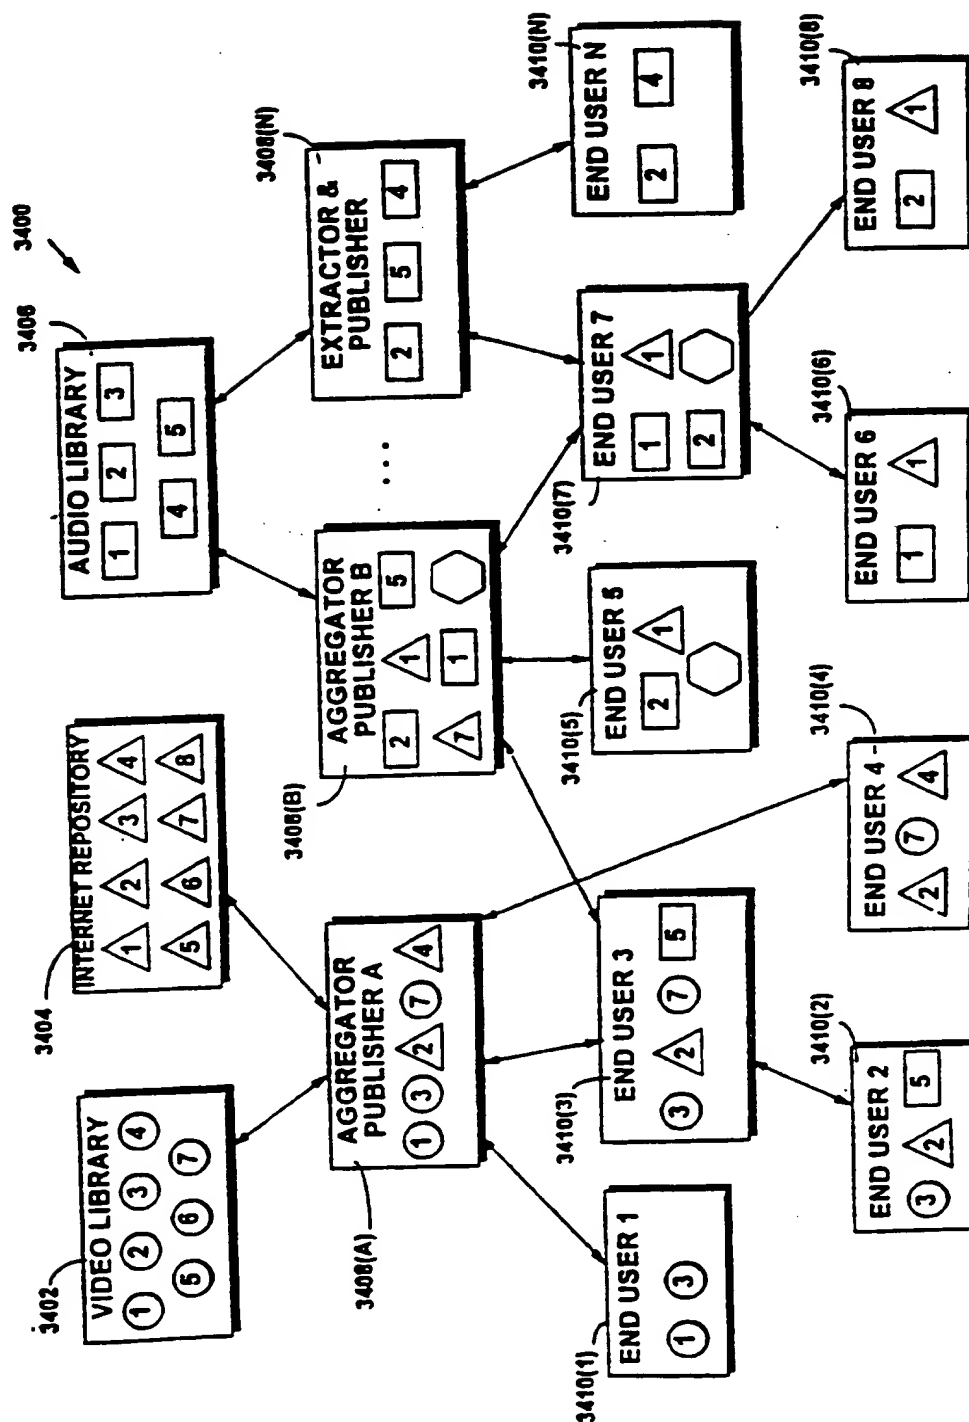 3400
3402
VIDEO LIBRARY
1 2 3 4
5 6 7
3404
INTERNET REPOSITORY
1 2 3 4
5 6 7 8
3406
AUDIO LIBRARY
1 2 3
4 5
3408(A)
AGGREGATOR
PUBLISHER A
1 3 2 7 4
3408(B)
AGGREGATOR
PUBLISHER B
2 1 5
7 1
...
3408(N)
EXTRACTOR &
PUBLISHER
2 5 4
3410(1)
END USER 1
1 3
3410(3)
END USER 3
3 2 7 5
3410(5)
END USER 5
2 1
3410(7)
END USER 7
1 1
2
3410(N)
END USER N
2 4
3410(2)
END USER 2
3 2 5
3410(4)
END USER 4
2 7 4
3410(6)
END USER 6
1 1
3410(8)
END USER 8
2 1